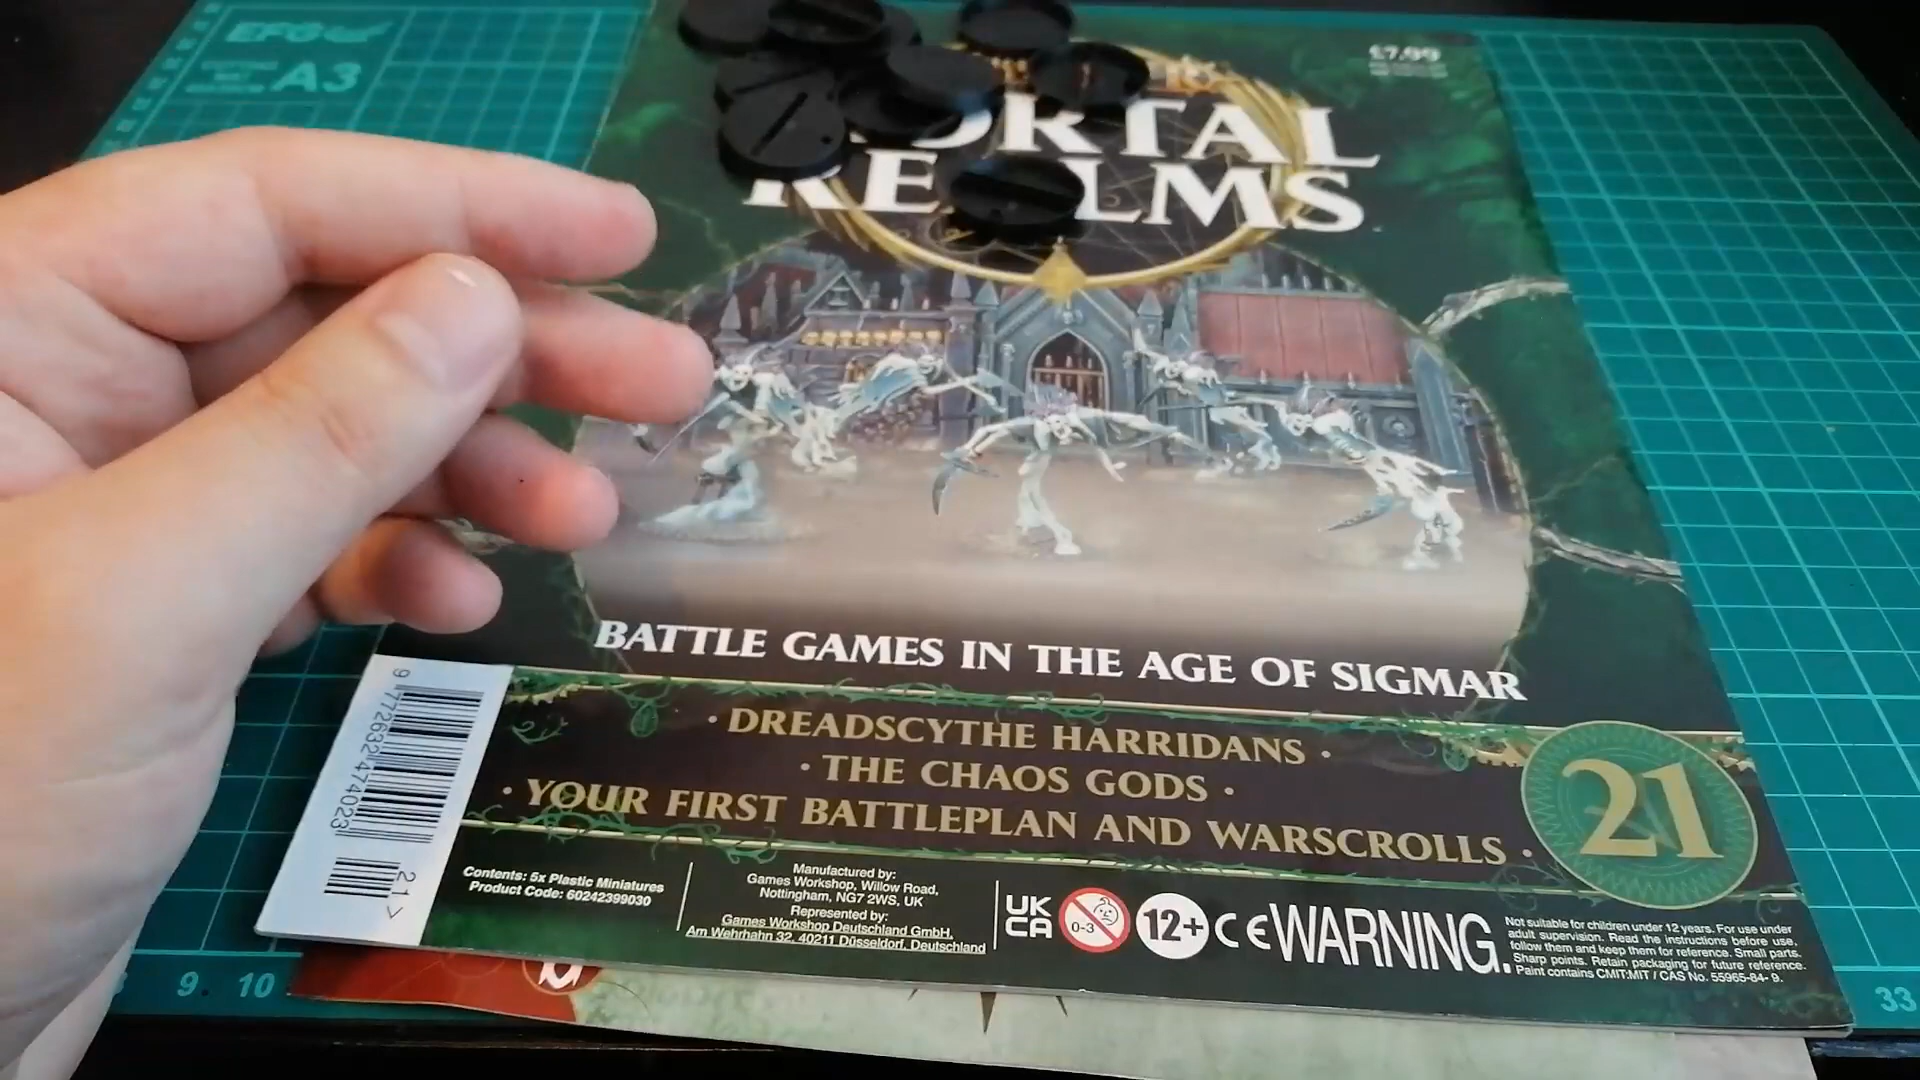 A3
£7.99
MORTAL
REALMS
BATTLE GAMES IN THE AGE OF SIGMAR
• DREADSCYTHE HARRIDANS •
• THE CHAOS GODS •
• YOUR FIRST BATTLEPLAN AND WARSCROLLS •
21
9 772632 474023
21>
Contents: 5x Plastic Miniatures
Product Code: 60242399030
Manufactured by:
Games Workshop, Willow Road,
Nottingham, NG7 2WS, UK
Represented by:
Games Workshop Deutschland GmbH,
Am Wehrhahn 32, 40211 Düsseldorf, Deutschland
UK
CA
0-3
12+
CE
WARNING.
Not suitable for children under 12 years. For use under
adult supervision. Read the instructions before use,
follow them and keep them for reference. Small parts.
Sharp points. Retain packaging for future reference.
Paint contains CMIT:MIT / CAS No. 55965-84- 9.
9 10
33